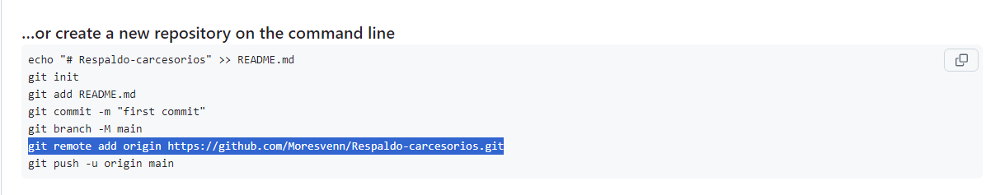 ...or create a new repository on the command line
echo "# Respaldo-carcesorios" >> README.md
git init
git add README.md
git commit -m "first commit"
git branch -M main
git remote add origin https://github.com/Moresvenn/Respaldo-carcesorios.git
git push -u origin main